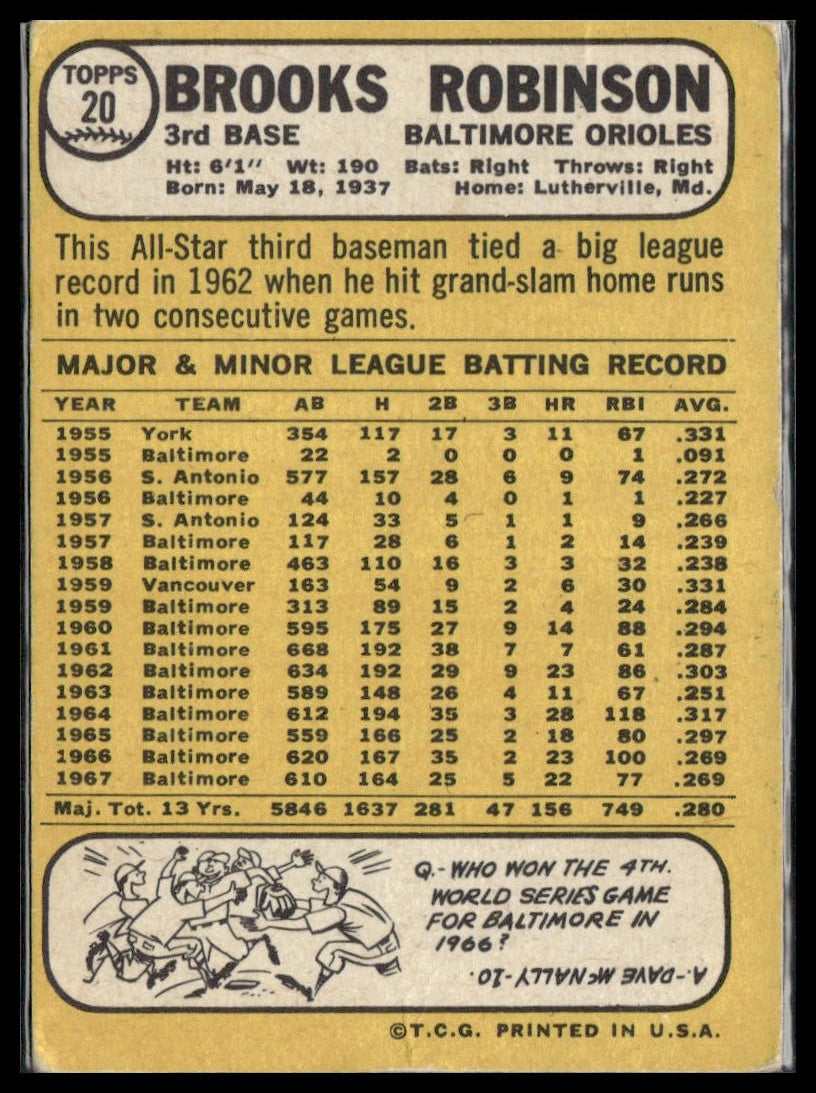 TOPPS
20
BROOKS ROBINSON
3rd BASE BALTIMORE ORIOLES
Ht: 6'1" Wt: 190 Bats: Right Throws: Right
Born: May 18, 1937 Home: Lutherville, Md.
This All-Star third baseman tied a big league
record in 1962 when he hit grand-slam home runs
in two consecutive games.
MAJOR & MINOR LEAGUE BATTING RECORD
YEAR TEAM AB H 2B 3B HR RBI AVG.
1955 York 354 117 17 3 11 67 .331
1955 Baltimore 22 2 0 0 0 1 .091
1956 S. Antonio 577 157 28 6 9 74 .272
1956 Baltimore 44 10 4 0 1 1 .227
1957 S. Antonio 124 33 5 1 1 9 .266
1957 Baltimore 117 28 6 1 2 14 .239
1958 Baltimore 463 110 16 3 3 32 .238
1959 Vancouver 163 54 9 2 6 30 .331
1959 Baltimore 313 89 15 2 4 24 .284
1960 Baltimore 595 175 27 9 14 88 .294
1961 Baltimore 668 192 38 7 7 61 .287
1962 Baltimore 634 192 29 9 23 86 .303
1963 Baltimore 589 148 26 4 11 67 .251
1964 Baltimore 612 194 35 3 28 118 .317
1965 Baltimore 559 166 25 2 18 80 .297
1966 Baltimore 620 167 35 2 23 100 .269
1967 Baltimore 610 164 25 5 22 77 .269
Maj. Tot. 13 Yrs. 5846 1637 281 47 156 749 .280
Q.-WHO WON THE 4TH.
WORLD SERIES GAME
FOR BALTIMORE IN
1966?
A.-DAVE McNALLY-10.
©T.C.G. PRINTED IN U.S.A.